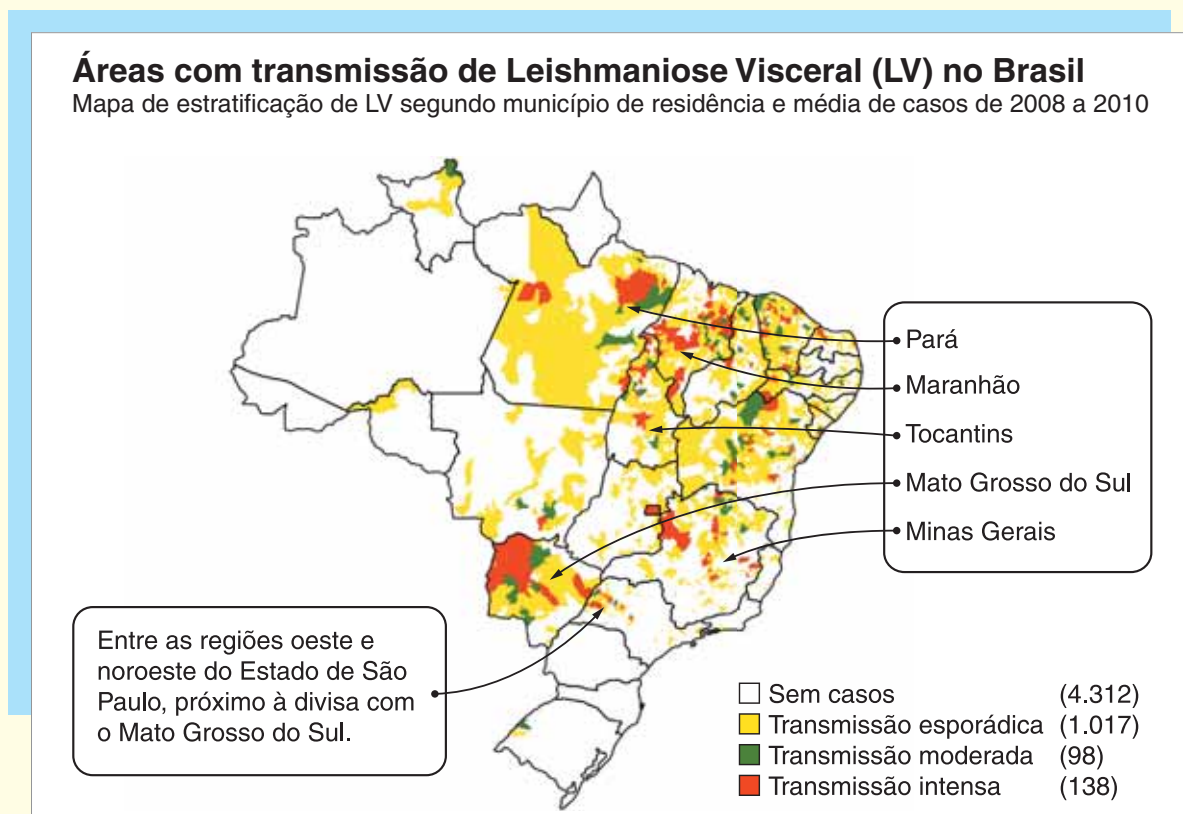 Áreas com transmissão de Leishmaniose Visceral (LV) no Brasil
Mapa de estratificação de LV segundo município de residência e média de casos de 2008 a 2010
Pará
Maranhão
Tocantins
Mato Grosso do Sul
Minas Gerais
Entre as regiões oeste e
noroeste do Estado de São
Paulo, próximo à divisa com
o Mato Grosso do Sul.
Sem casos (4.312)
Transmissão esporádica (1.017)
Transmissão moderada (98)
Transmissão intensa (138)